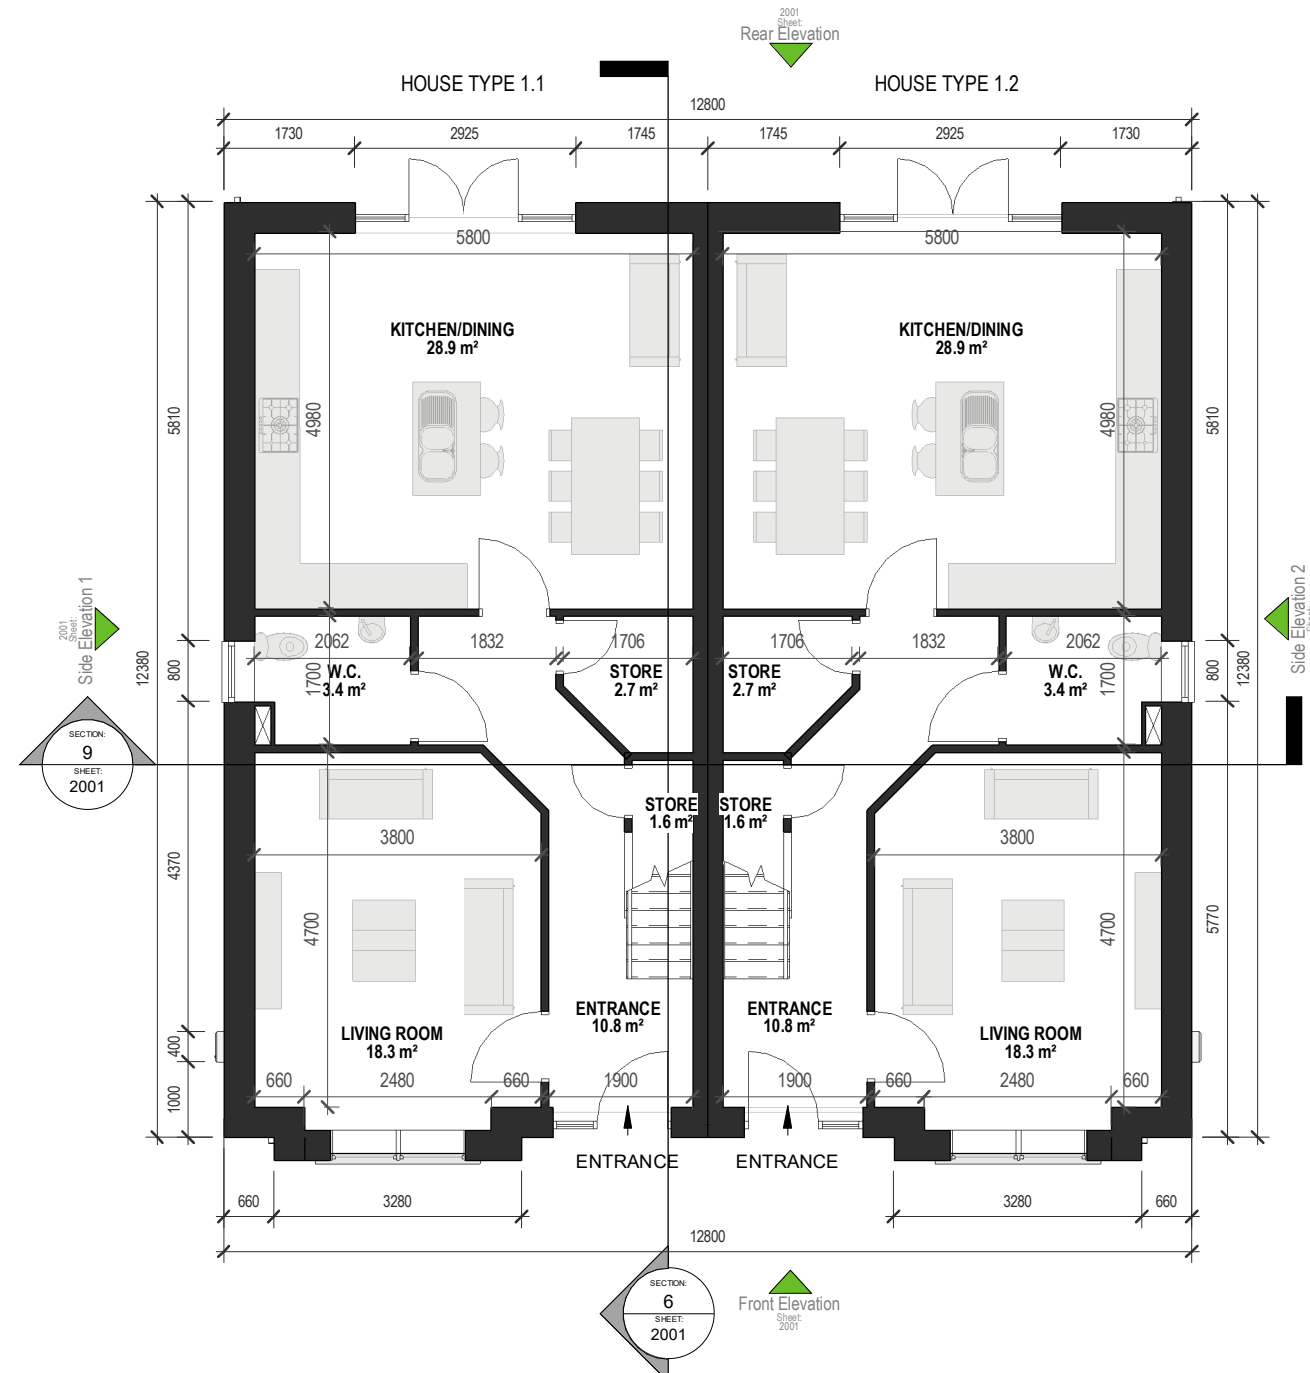 2001
Sheet:
Rear Elevation
HOUSE TYPE 1.1
HOUSE TYPE 1.2
12800
1730
2925
1745
1745
2925
1730
5800
5800
KITCHEN/DINING
28.9 m²
KITCHEN/DINING
28.9 m²
4980
4980
5810
5810
2001
Sheet:
Side Elevation 1
Side Elevation 2
Sheet:
12380
800
2062
1832
1706
1706
1832
2062
800
12380
W.C.
3.4 m²
1700
STORE
2.7 m²
STORE
2.7 m²
W.C.
3.4 m²
1700
SECTION:
9
SHEET:
2001
STORE
1.6 m²
STORE
1.6 m²
3800
3800
4370
4700
4700
5770
ENTRANCE
10.8 m²
ENTRANCE
10.8 m²
LIVING ROOM
18.3 m²
LIVING ROOM
18.3 m²
400
1000
660
2480
660
1900
1900
660
2480
660
ENTRANCE
ENTRANCE
660
3280
3280
660
12800
SECTION:
6
SHEET:
2001
Front Elevation
Sheet:
2001